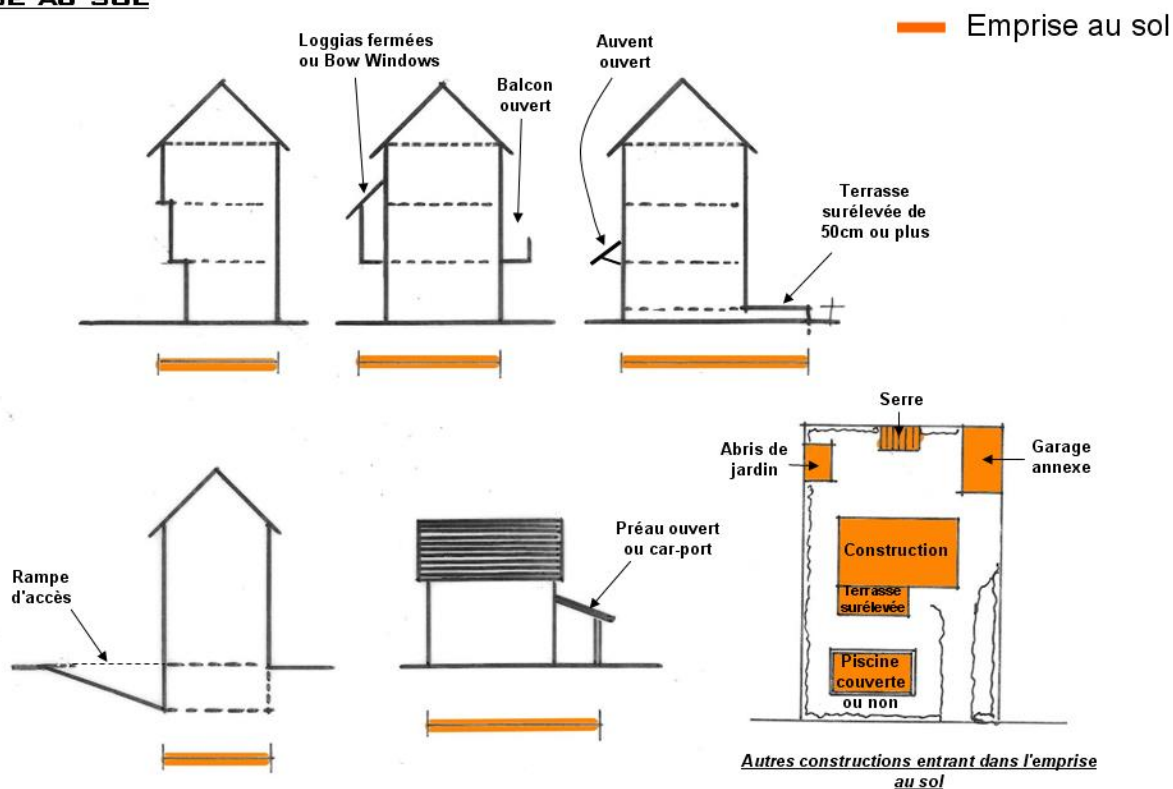 AU SOL
Emprise au sol
Loggias fermées
ou Bow Windows
Balcon
ouvert
Auvent
ouvert
Terrasse
surélevée de
50cm ou plus
Rampe
d'accès
Préau ouvert
ou car-port
Serre
Abris de
jardin
Garage
annexe
Construction
Terrasse
surélevée
Piscine
couverte
ou non
Autres constructions entrant dans l'emprise
au sol